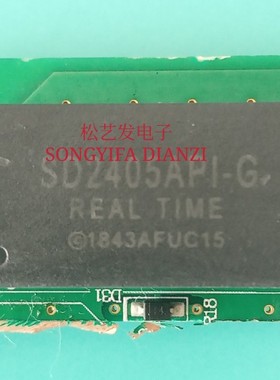 松艺发电子
SONGYIFA DIANZI
SD2405API-G
REAL TIME
©1843AFUC15
D31
R18